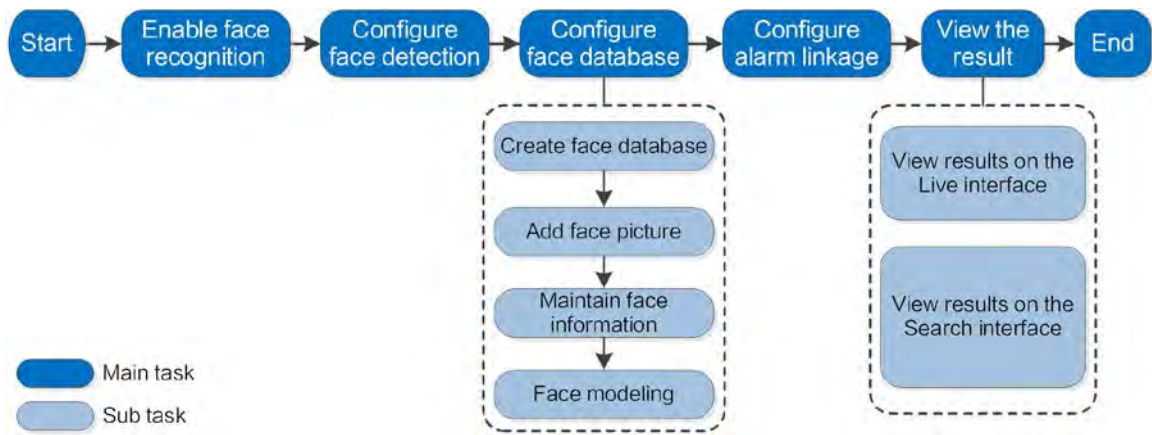 Start
Enable face
recognition
Configure
face detection
Configure
face database
Configure
alarm linkage
View the
result
End
Create face database
Add face picture
Maintain face
information
Face modeling
View results on the
Live interface
View results on the
Search interface
Main task
Sub task